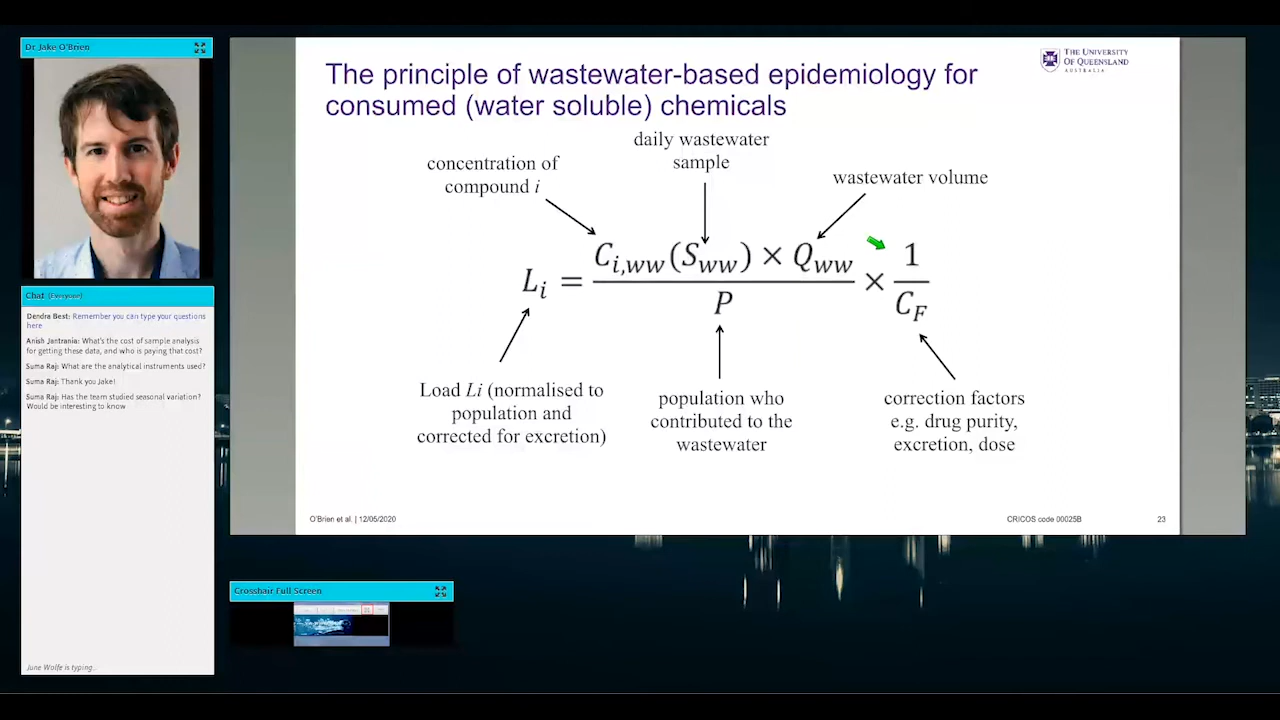 Dr Jake O'Brien
Chat (Everyone)
Dendra Best: Remember you can type your questions
here
Anish Jantrania: What's the cost of sample analysis
for getting these data, and who is paying that cost?
Suma Raj: What are the analytical instruments used?
Suma Raj: Thank you Jake!
Suma Raj: Has the team studied seasonal variation?
Would be interesting to know
June Wolfe is typing...
The principle of wastewater-based epidemiology for
consumed (water soluble) chemicals
THE UNIVERSITY
OF QUEENSLAND
AUSTRALIA
concentration of
compound i
daily wastewater
sample
wastewater volume
L_i = \frac{C_{i,ww}(S_{ww}) × Q_{ww}}{P} × \frac{1}{C_F}
Load Li (normalised to
population and
corrected for excretion)
population who
contributed to the
wastewater
correction factors
e.g. drug purity,
excretion, dose
O'Brien et al. | 12/05/2020
CRICOS code 00025B
23
Crosshair Full Screen